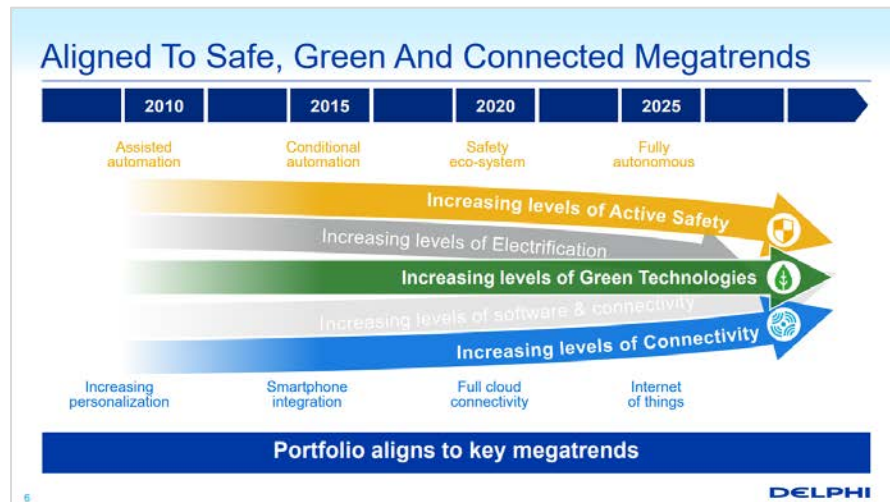 Aligned To Safe, Green And Connected Megatrends
2010 2015 2020 2025
Assisted
automation
Conditional
automation
Safety
eco-system
Fully
autonomous
Increasing levels of Active Safety
Increasing levels of Electrification
Increasing levels of Green Technologies
Increasing levels of software & connectivity
Increasing levels of Connectivity
Increasing
personalization
Smartphone
integration
Full cloud
connectivity
Internet
of things
Portfolio aligns to key megatrends
6
DELPHI